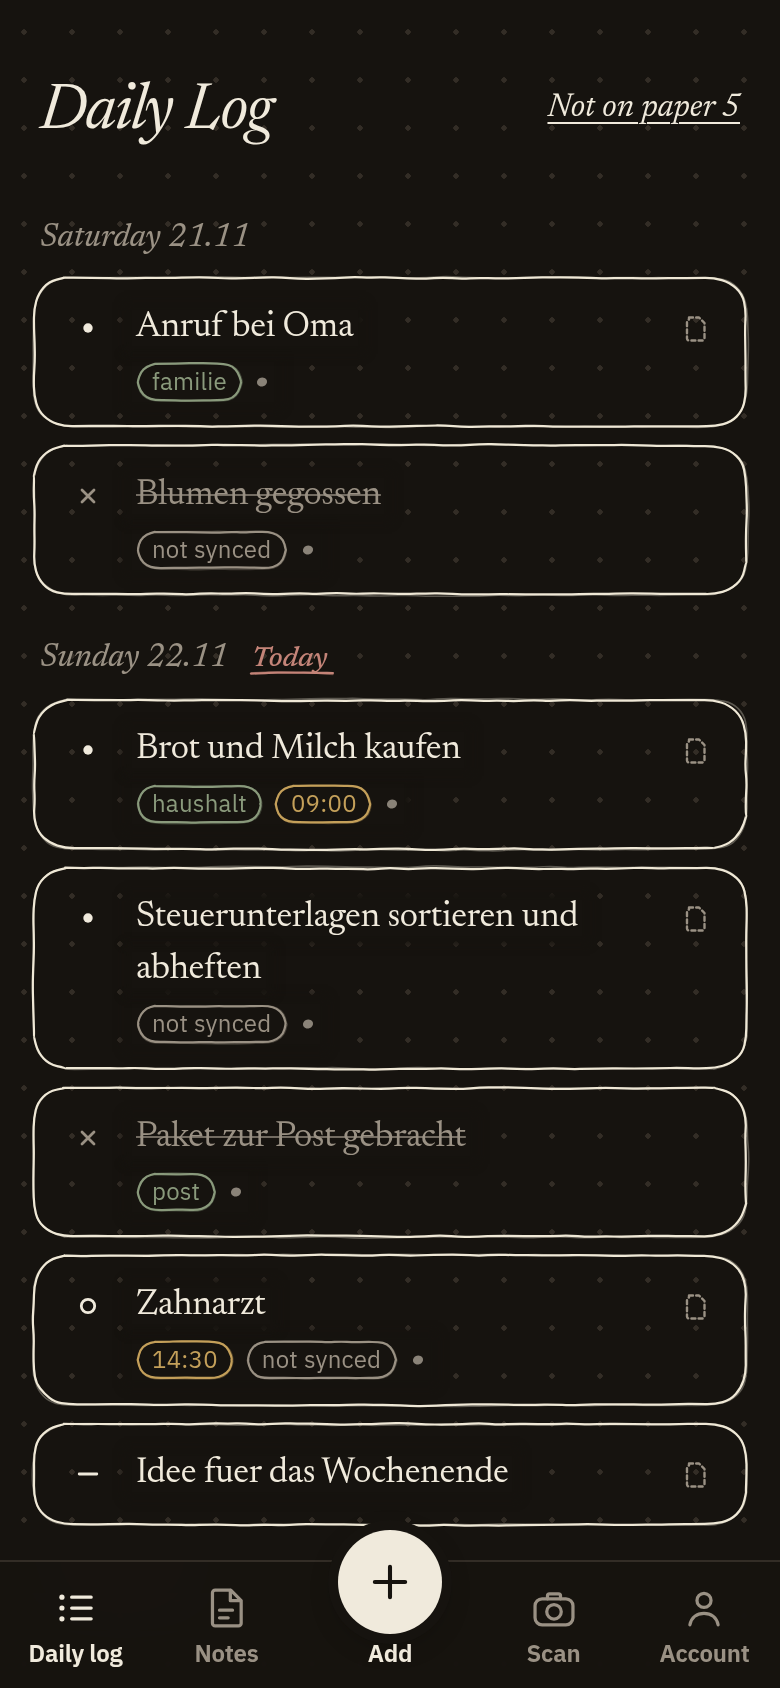 Daily Log
Not on paper 5
Saturday 21.11
Anruf bei Oma
familie
Blumen gegossen
not synced
Sunday 22.11 Today
Brot und Milch kaufen
haushalt 09:00
Steuerunterlagen sortieren und
abheften
not synced
Paket zur Post gebracht
post
Zahnarzt
14:30 not synced
Idee fuer das Wochenende
Daily log Notes Add Scan Account